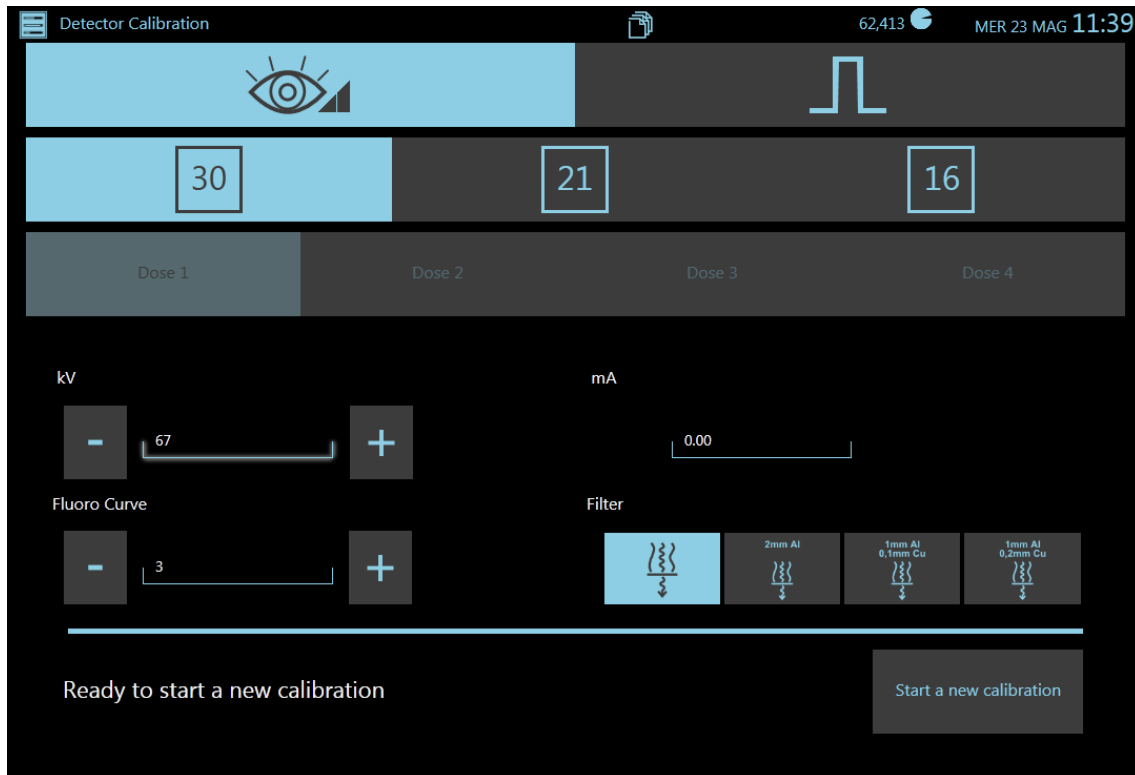 Detector Calibration 62,413 MER 23 MAG 11:39
30 21 16
Dose 1 Dose 2 Dose 3 Dose 4
kV mA
- 67 + 0.00
Fluoro Curve Filter
- 3 +
2mm Al
1mm Al
0,1mm Cu
1mm Al
0,2mm Cu
Ready to start a new calibration
Start a new calibration